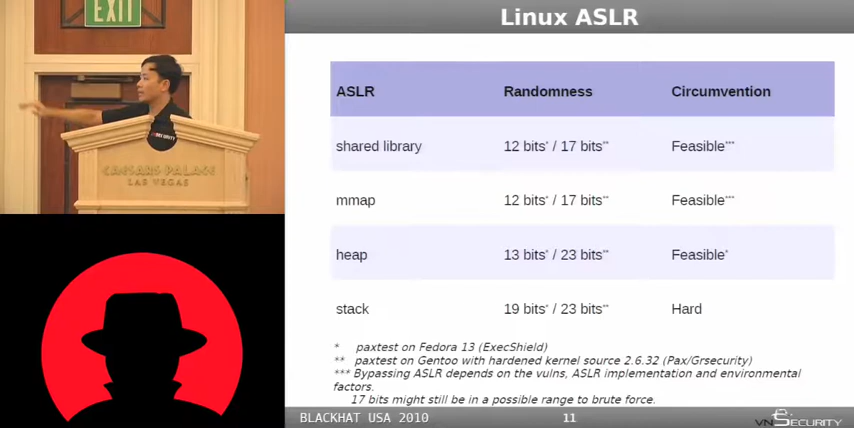 EXIT
VNSECURITY
CAESARS PALACE
LAS VEGAS
Linux ASLR
ASLR Randomness Circumvention
shared library 12 bits* / 17 bits** Feasible***
mmap 12 bits* / 17 bits** Feasible***
heap 13 bits* / 23 bits** Feasible*
stack 19 bits* / 23 bits** Hard
* paxtest on Fedora 13 (ExecShield)
** paxtest on Gentoo with hardened kernel source 2.6.32 (Pax/Grsecurity)
*** Bypassing ASLR depends on the vulns, ASLR implementation and environmental
factors.
17 bits might still be in a possible range to brute force.
BLACKHAT USA 2010 11 VNSECURITY